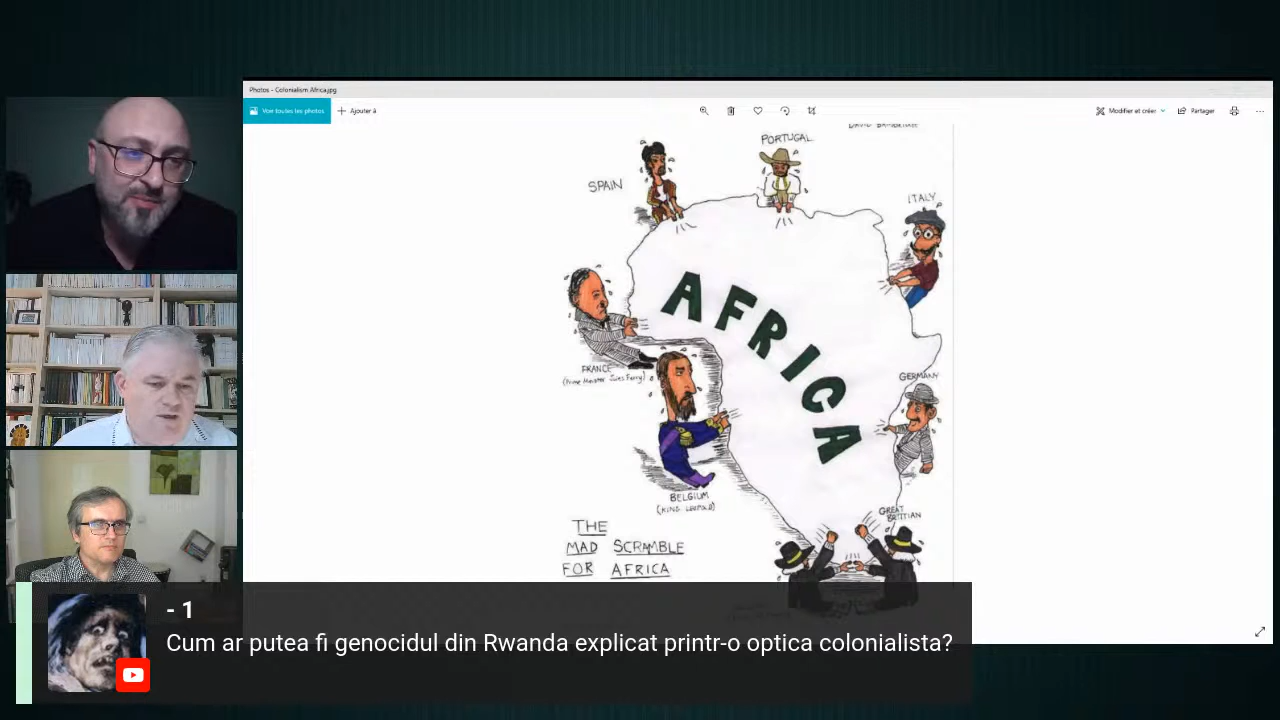 Photos - Colonialism Africa.jpg
Voir toutes les photos
Ajouter à
Modifier et créer
Partager
PORTUGAL
SPAIN
ITALY
AFRICA
FRANCE
(Prime Minister Jules Ferry)
GERMANY
BELGIUM
(KING LEOPOLD)
GREAT
BRITTIAN
THE
MAD SCRAMBLE
FOR AFRICA
- 1
Cum ar putea fi genocidul din Rwanda explicat printr-o optica colonialista?